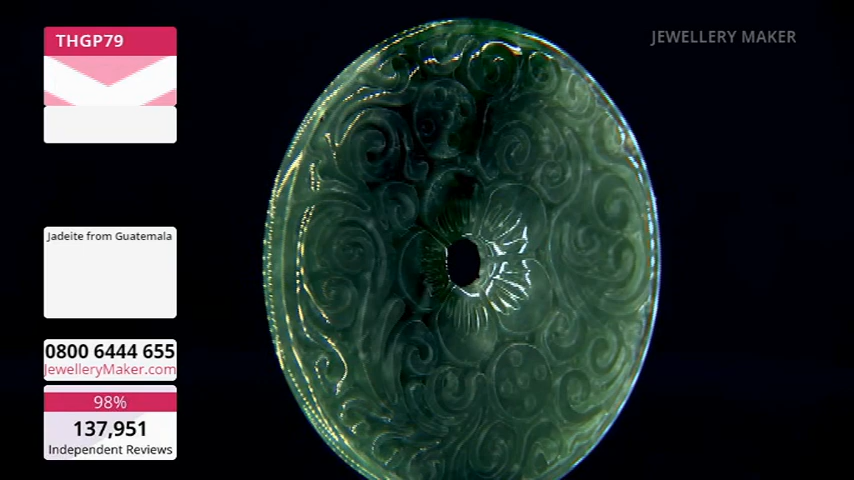 THGP79
JEWELLERY MAKER
Jadeite from Guatemala
0800 6444 655
JewelleryMaker.com
98%
137,951
Independent Reviews